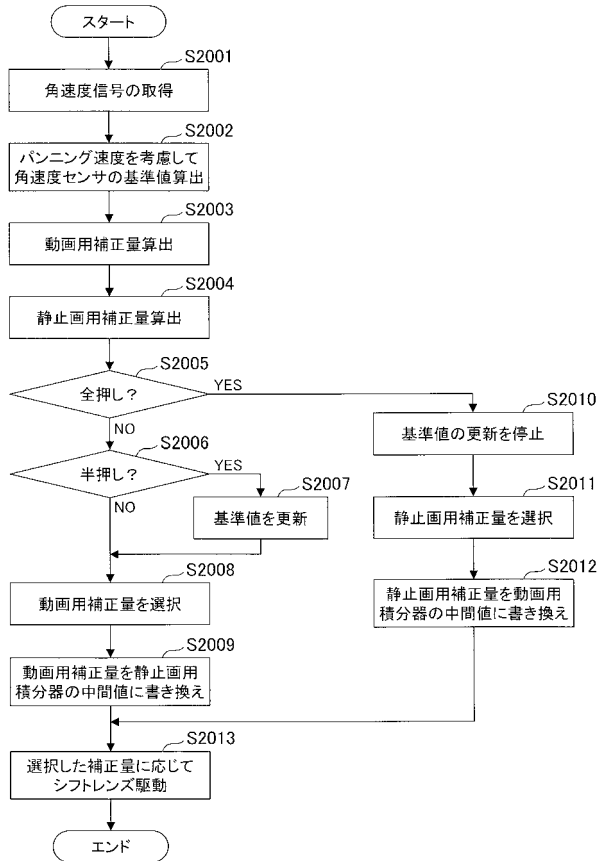 スタート
S2001
角速度信号の取得
S2002
パンニング速度を考慮して
角速度センサの基準値算出
S2003
動画用補正量算出
S2004
静止画用補正量算出
S2005
全押し？
YES
NO
S2006
半押し？
YES
NO
S2007
基準値を更新
S2008
動画用補正量を選択
S2009
動画用補正量を静止画用
積分器の中間値に書き換え
S2010
基準値の更新を停止
S2011
静止画用補正量を選択
S2012
静止画用補正量を動画用
積分器の中間値に書き換え
S2013
選択した補正量に応じて
シフトレンズ駆動
エンド